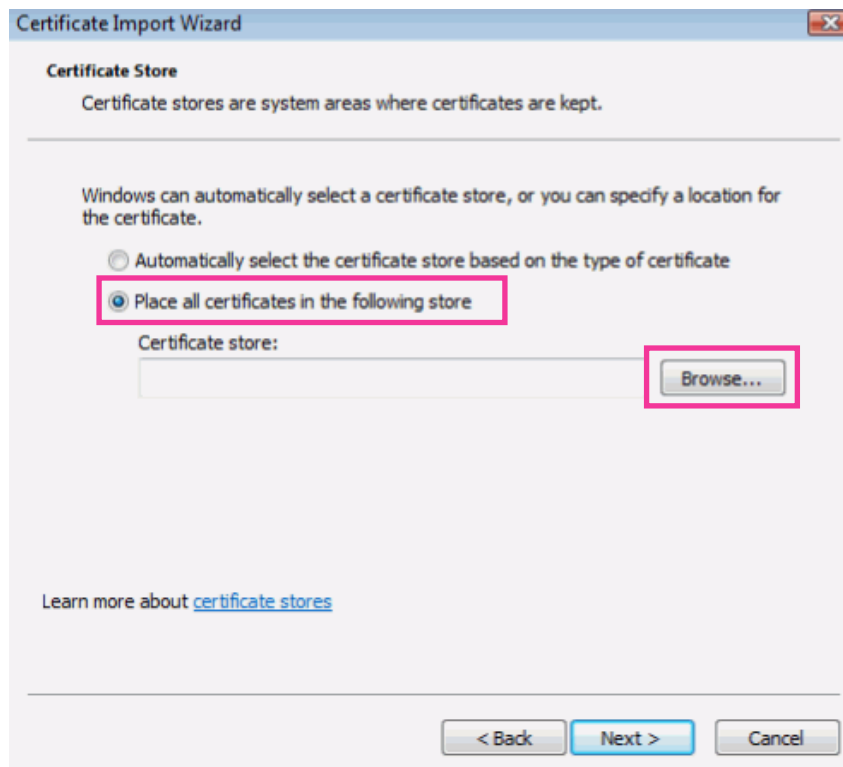 Certificate Import Wizard
Certificate Store
Certificate stores are system areas where certificates are kept.
Windows can automatically select a certificate store, or you can specify a location for
the certificate.
Automatically select the certificate store based on the type of certificate
Place all certificates in the following store
Certificate store:
Browse...
Learn more about certificate stores
< Back Next > Cancel